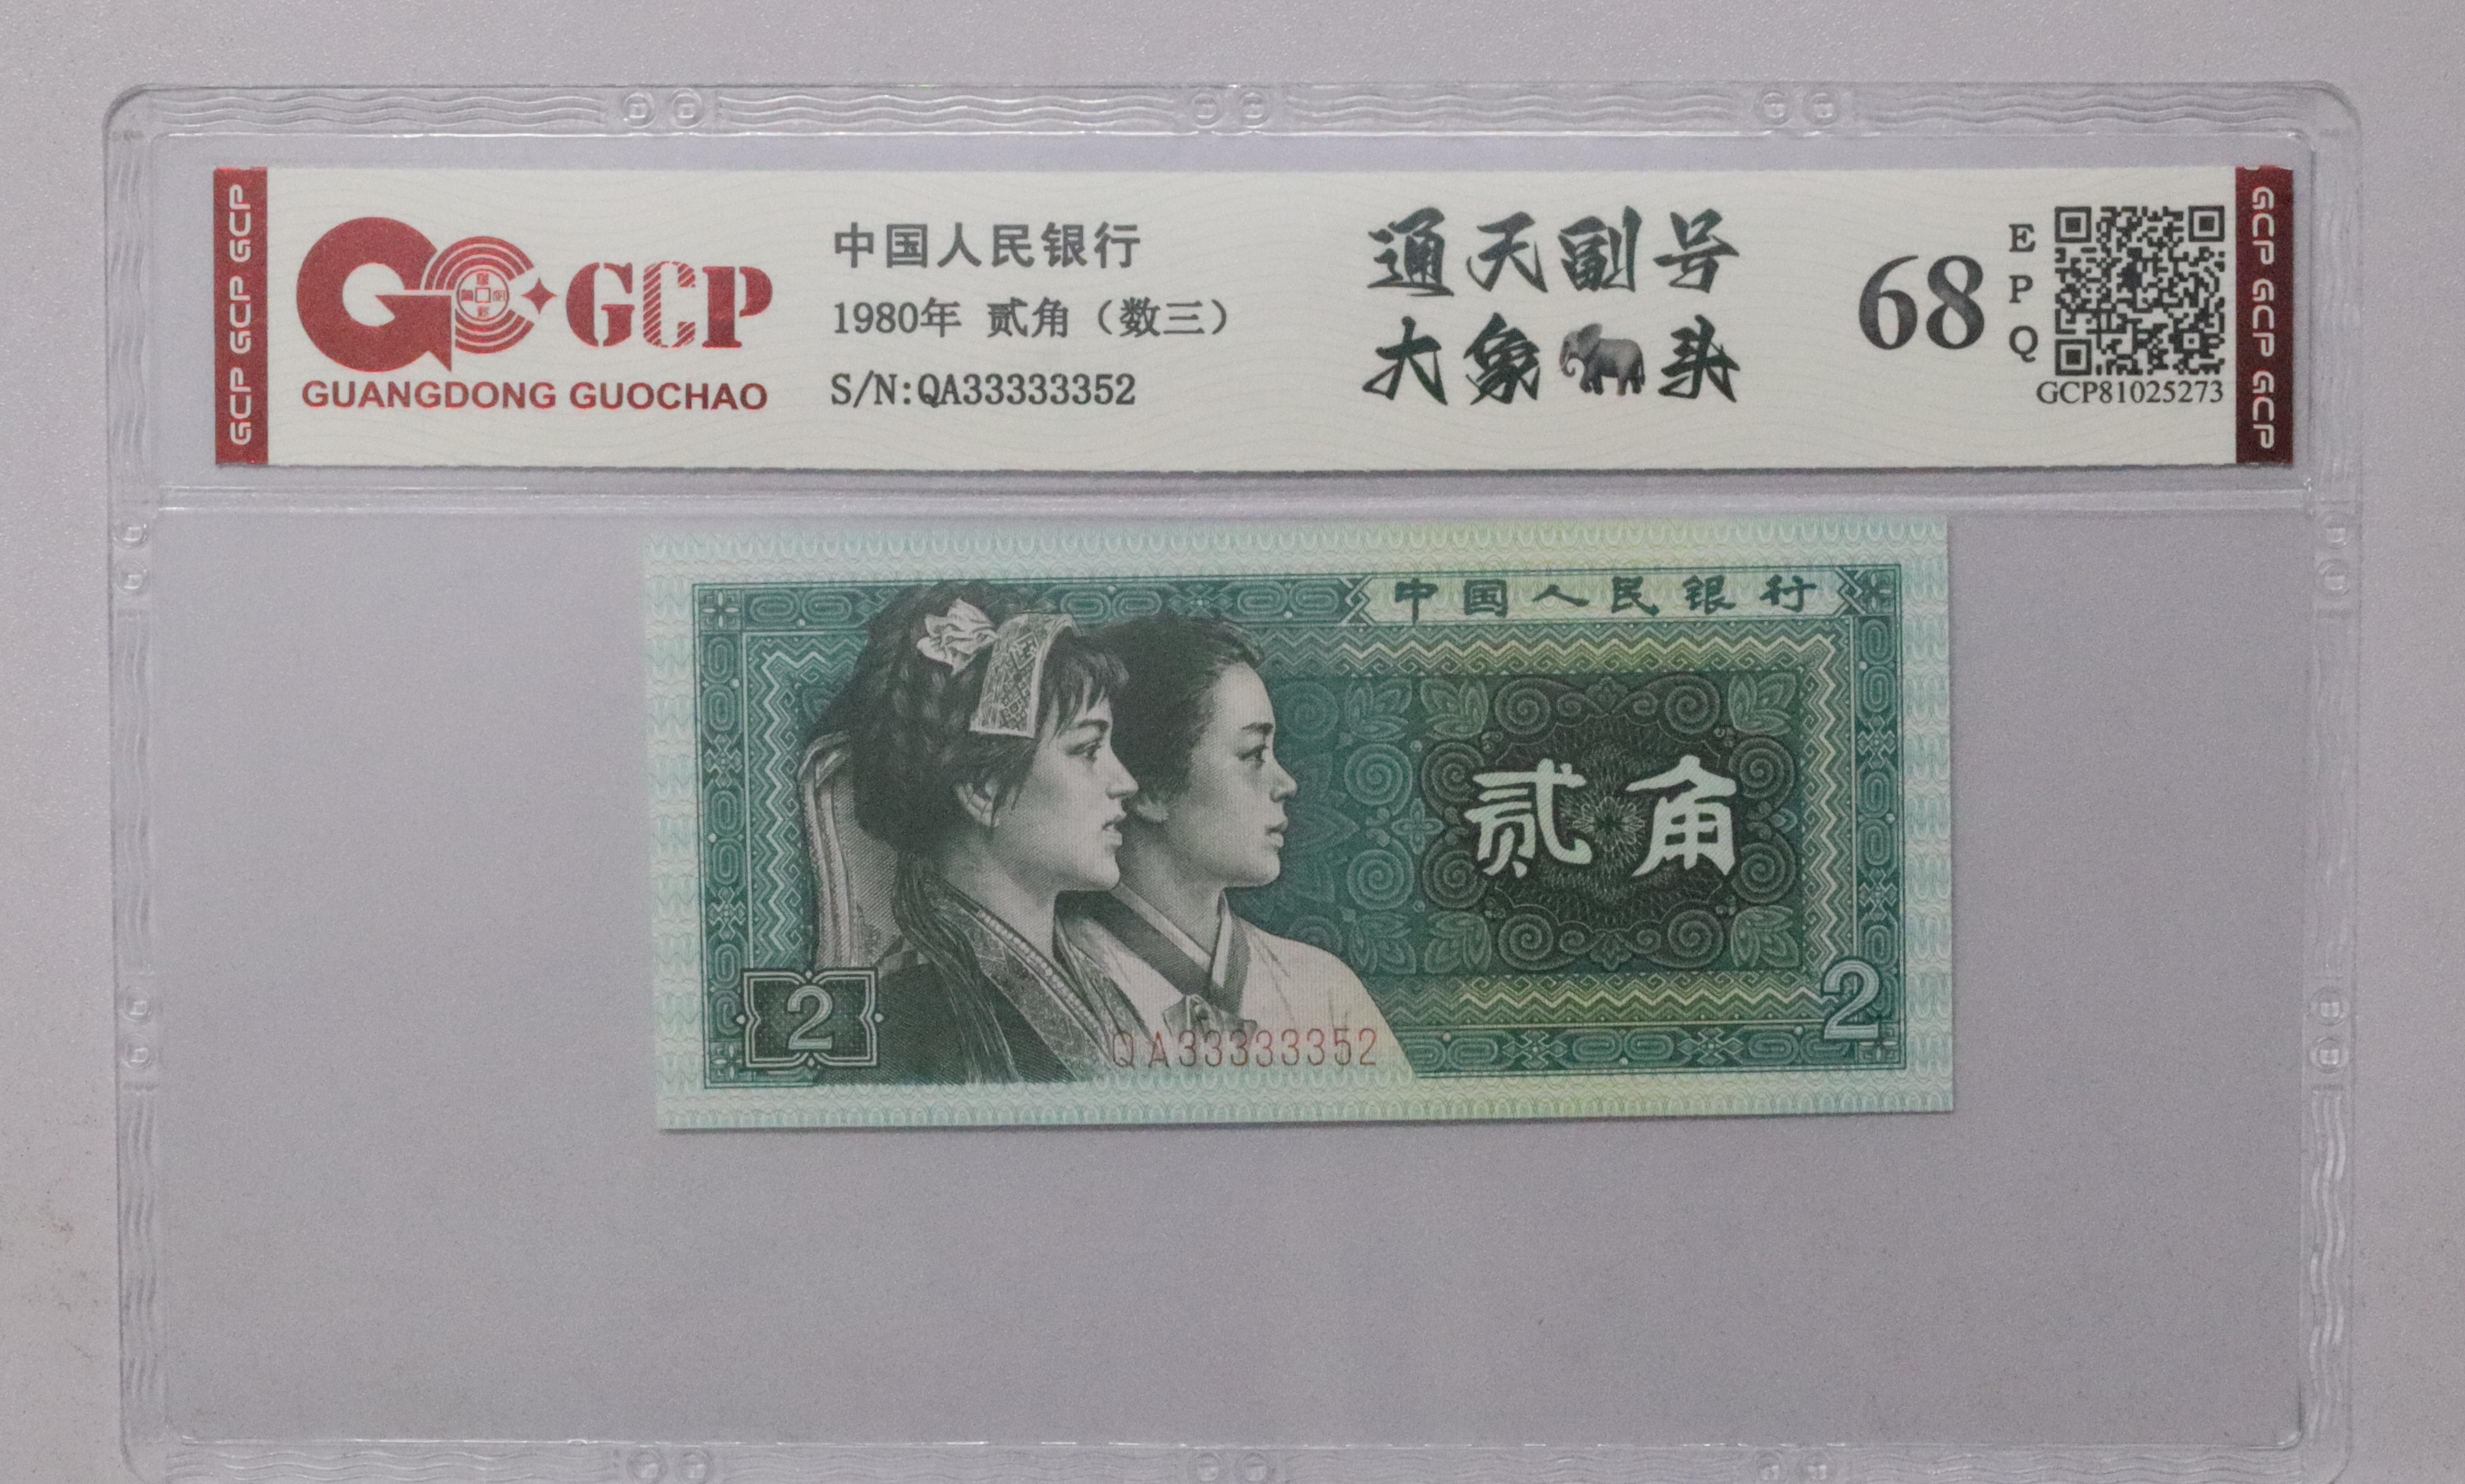 GCP GCP GCP
GCP
GUANGDONG GUOCHAO
中国人民银行
1980年 贰角（数三）
S/N:QA33333352
通天副号
大象头
68
E
P
Q
GCP81025273
GCP GCP GCP
中国人民银行
贰角
2
2
QA33333352